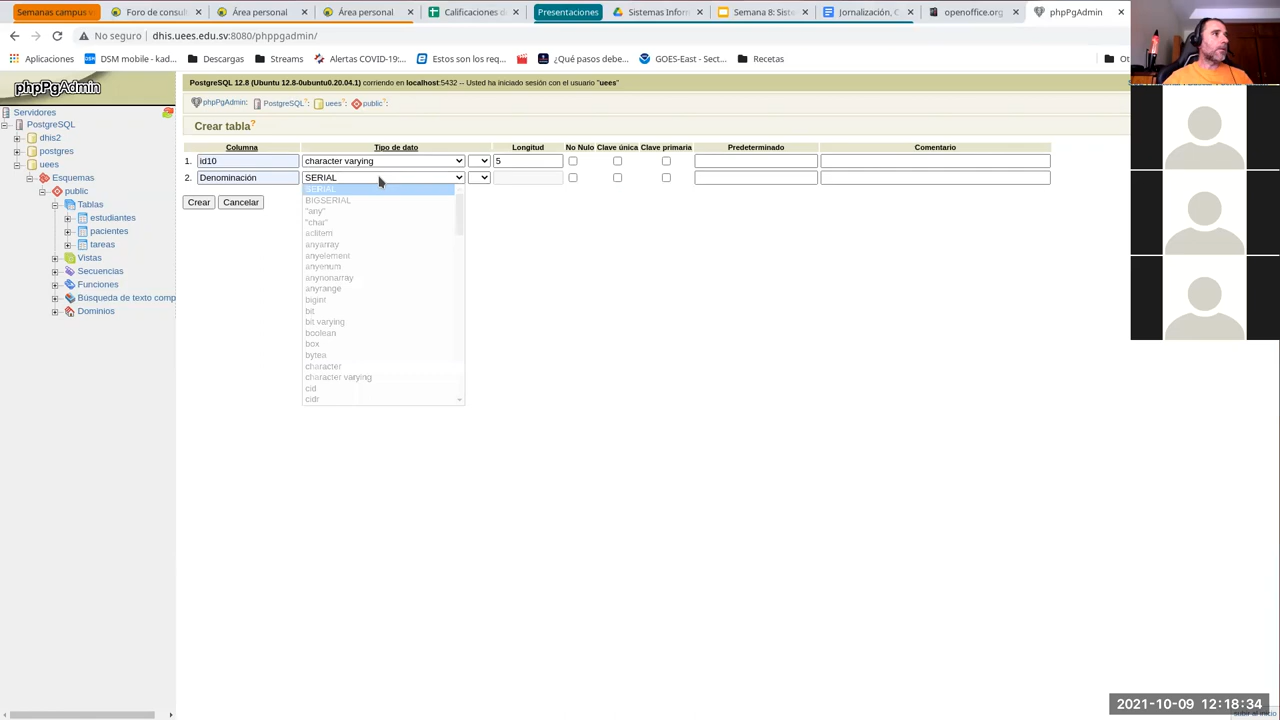 Semanas campus v
Foro de consul
Área personal
Área personal
Calificaciones d
Presentaciones
Sistemas Inform
Semana 8: Siste
Jornalización, C
opencellid.org
phpPgAdmin
No seguro
dhis.uees.edu.sv:8080/phppgadmin/
Aplicaciones
DSM mobile - kad...
Descargas
Streams
Alertas COVID-19:...
Estos son los req...
¿Qué pasos debe...
GOES-East - Sect...
Recetas
phpPgAdmin
PostgreSQL 12.8 (Ubuntu 12.8-0ubuntu0.20.04.1) corriendo en localhost:5432 -- Usted ha iniciado sesión con el usuario "uees"
phpPgAdmin:
PostgreSQL?:
uees?:
public?:
Crear tabla?
Servidores
PostgreSQL
dhis2
postgres
uees
Esquemas
public
Tablas
estudiantes
pacientes
tareas
Vistas
Secuencias
Funciones
Búsqueda de texto comp
Dominios
Columna Tipo de dato Longitud No Nulo Clave única Clave primaria Predeterminado Comentario
1. id10 character varying 5
2. Denominación SERIAL
Crear Cancelar
SERIAL
BIGSERIAL
"any"
"char"
aclitem
anyarray
anyelement
anyenum
anynonarray
anyrange
bigint
bit
bit varying
boolean
box
bytea
character
character varying
cid
cidr
2021-10-09 12:18:34
subir al inicio